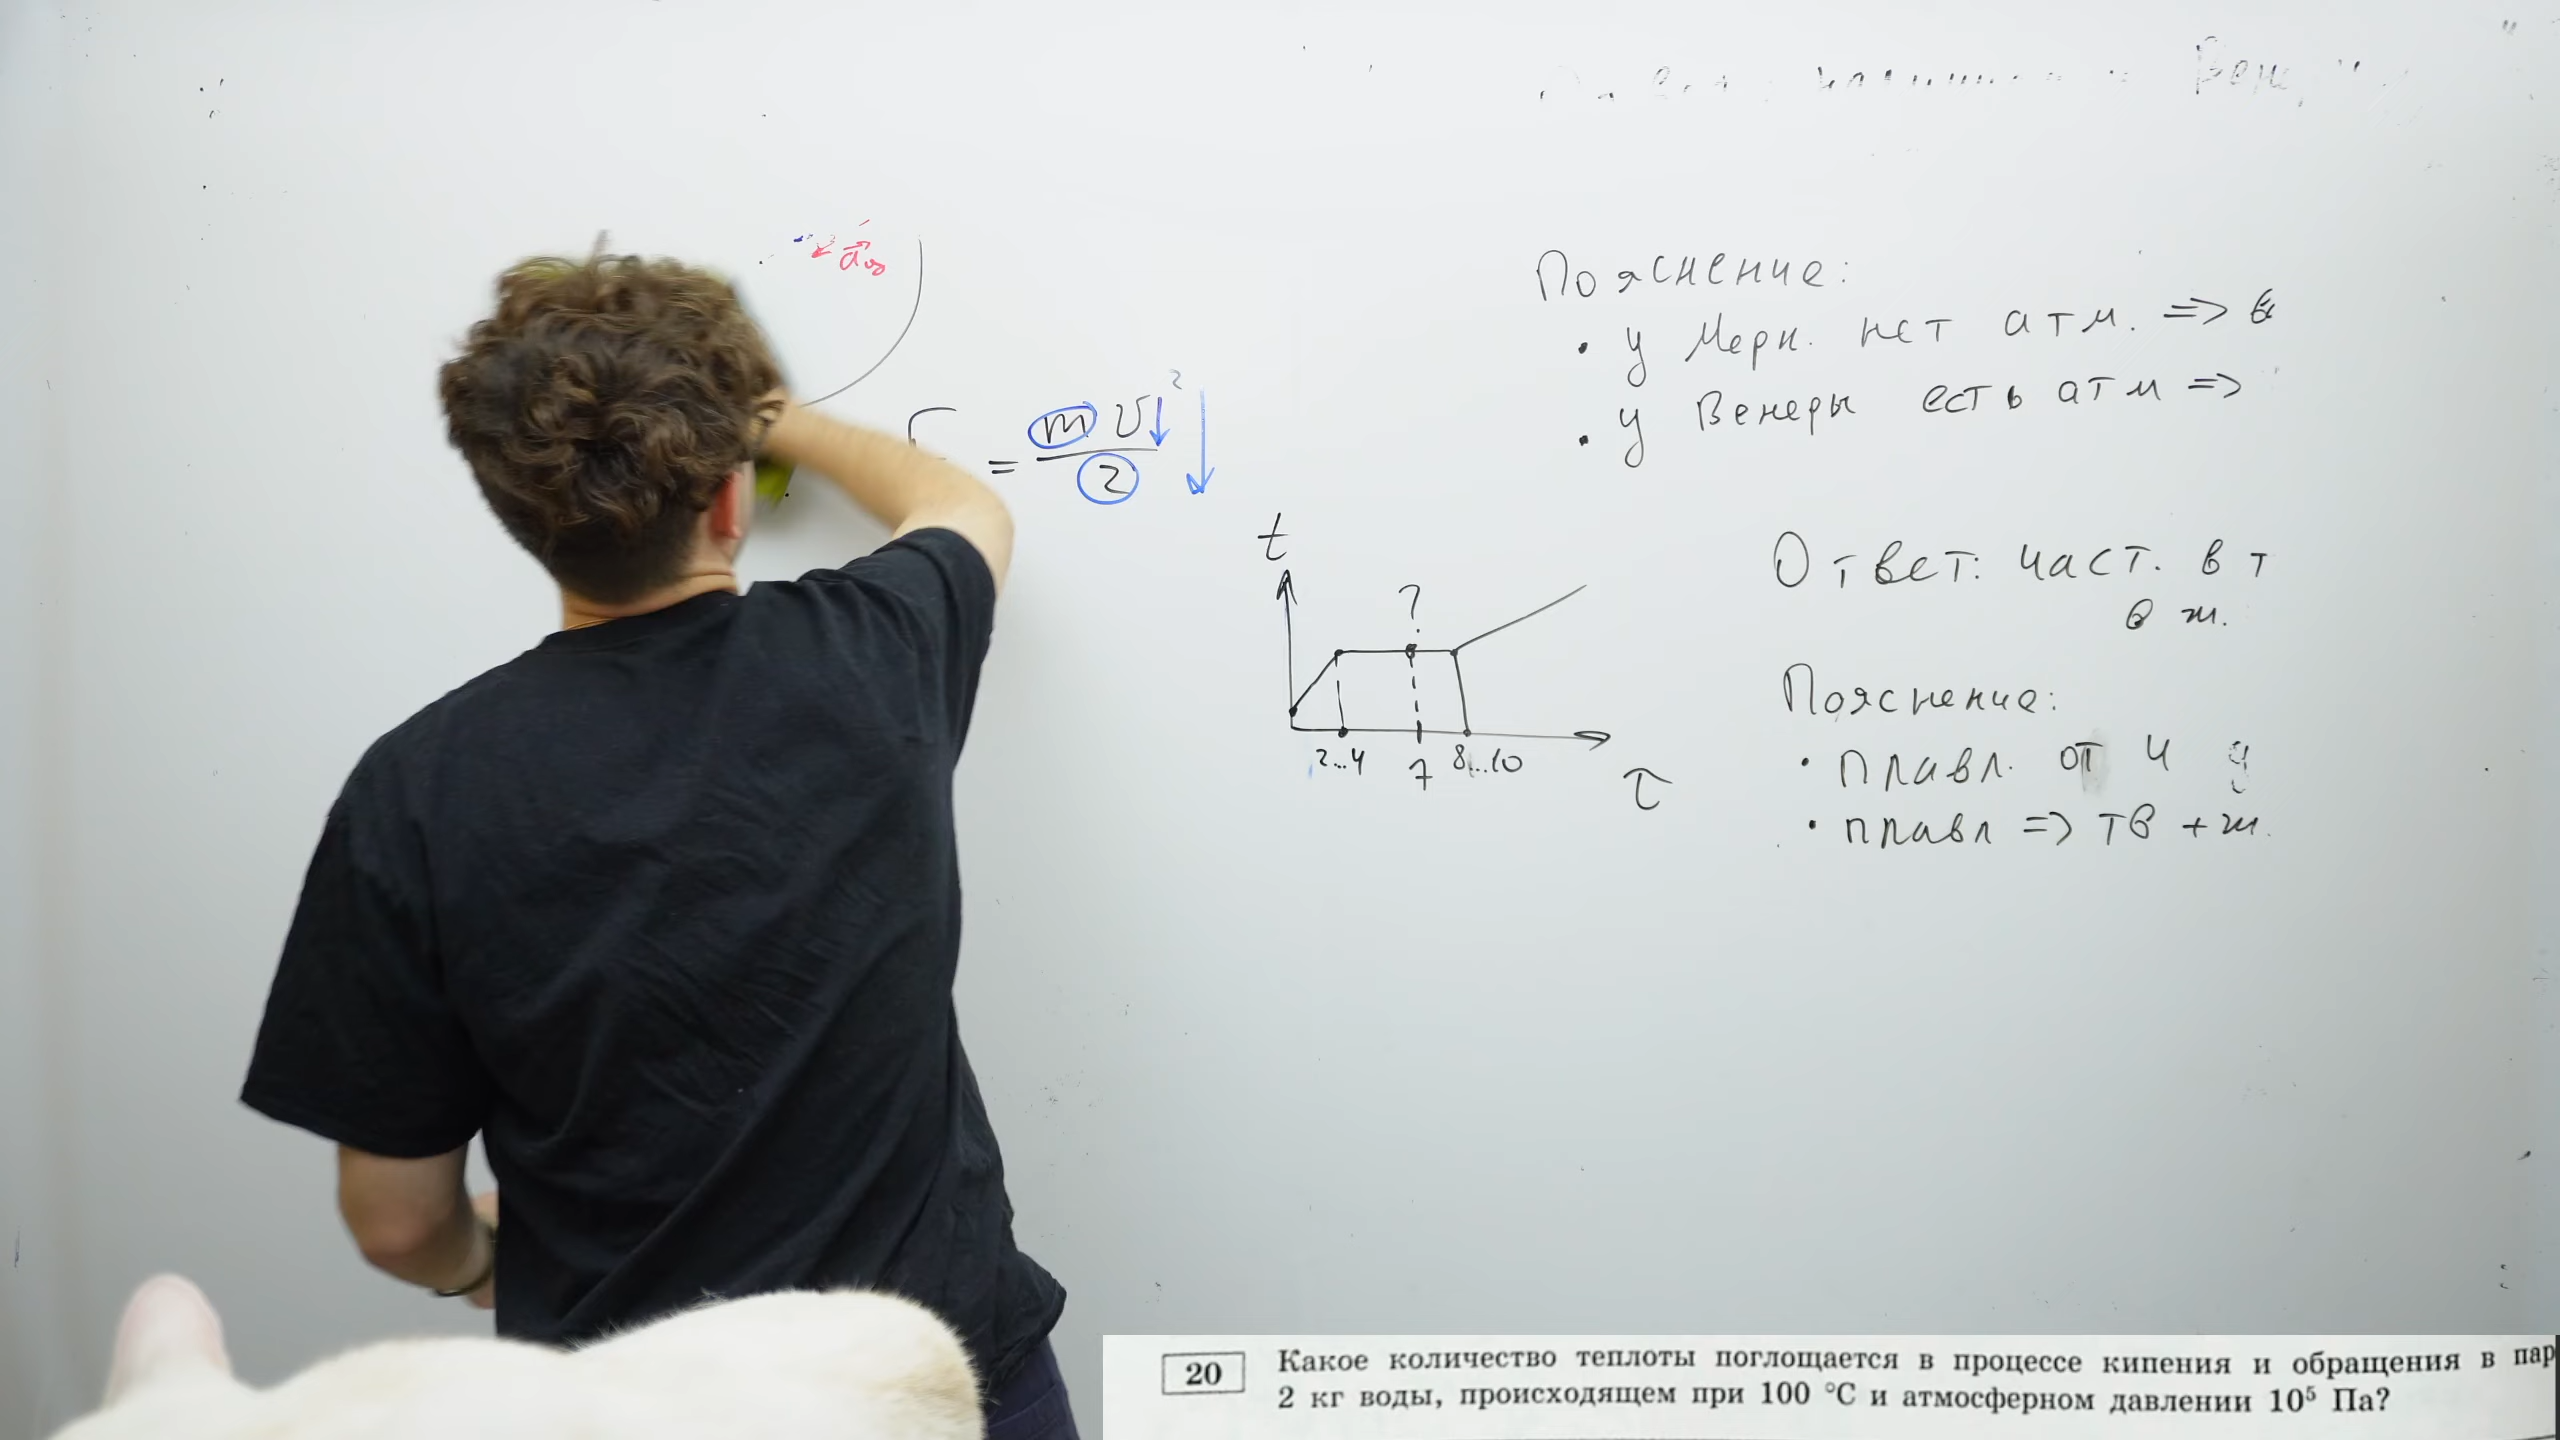 a⃗
= mv²/2
Пояснение:
• у Мерк. нет атм. =>
• у Венеры есть атм =>
t
?
2...4 7 8...10
τ
Ответ: част. в т
в ж.
Пояснение:
• плавл. от 4
• плавл => тв + ж.
20 Какое количество теплоты поглощается в процессе кипения и обращения в пар
2 кг воды, происходящем при 100 °С и атмосферном давлении 10⁵ Па?